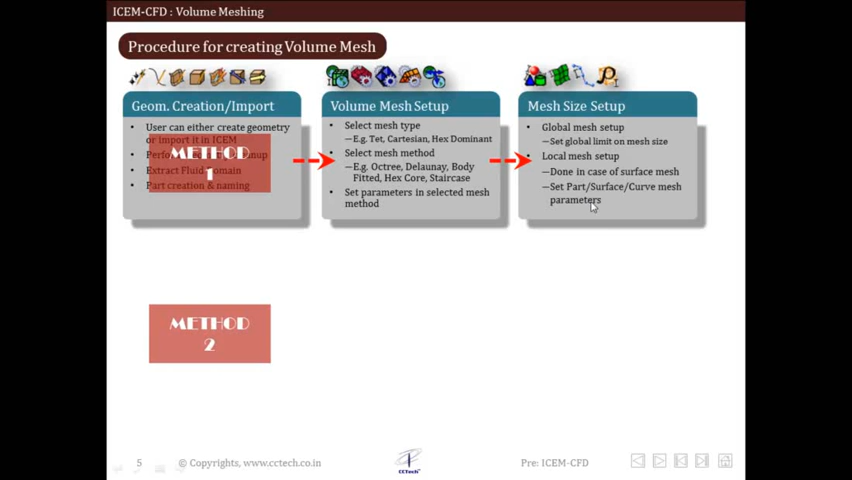 ICEM-CFD : Volume Meshing
Procedure for creating Volume Mesh
Geom. Creation/Import
• User can either create geometry
or import it in ICEM
METHOD
1
• Extract Fluid Domain
• Part creation & naming
Volume Mesh Setup
• Select mesh type
—E.g. Tet, Cartesian, Hex Dominant
• Select mesh method
—E.g. Octree, Delaunay, Body
Fitted, Hex Core, Staircase
• Set parameters in selected mesh
method
Mesh Size Setup
• Global mesh setup
—Set global limit on mesh size
• Local mesh setup
—Done in case of surface mesh
—Set Part/Surface/Curve mesh
parameters
METHOD
2
5
© Copyrights, www.cctech.co.in
CCTech
Pre: ICEM-CFD